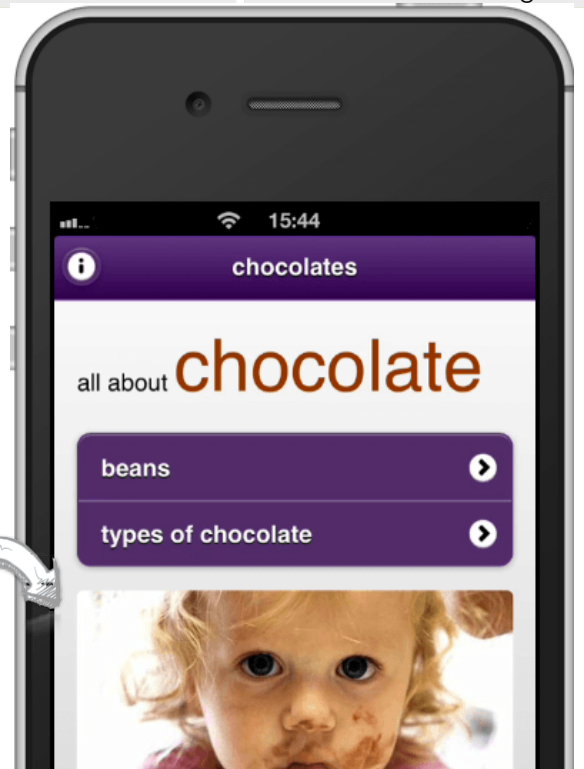 15:44
chocolates
all about chocolate
beans
types of chocolate